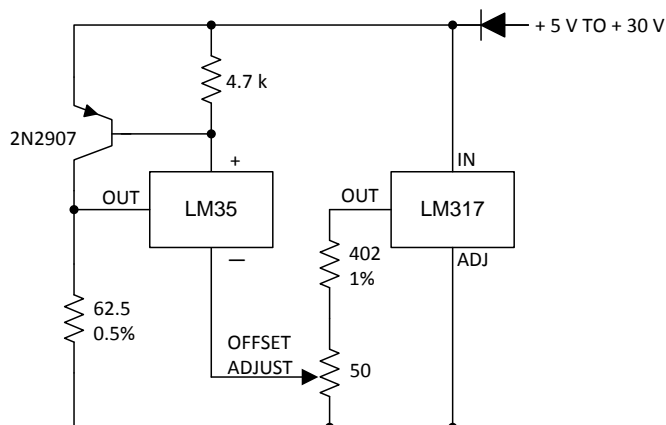 + 5 V TO + 30 V
4.7 k
2N2907
+
IN
OUT
LM35
OUT
LM317
—
ADJ
402
1%
62.5
0.5%
OFFSET
ADJUST
50